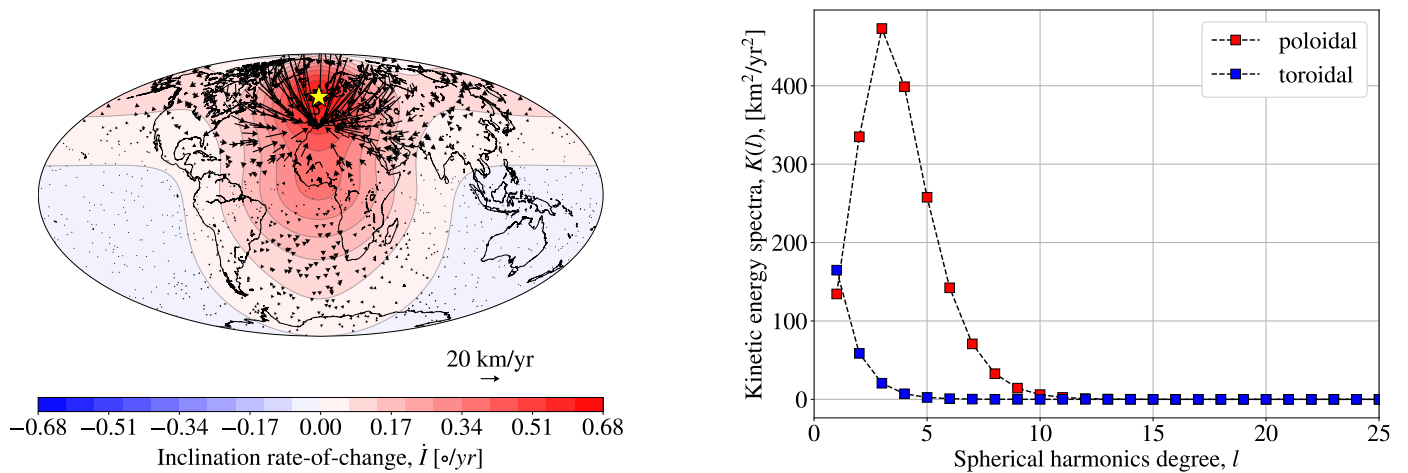 20 km/yr
−0.68 −0.51 −0.34 −0.17 0.00 0.17 0.34 0.51 0.68
Inclination rate-of-change, İ [∘/yr]
Kinetic energy spectra, K(l), [km²/yr²]
400
300
200
100
0
poloidal
toroidal
0 5 10 15 20 25
Spherical harmonics degree, l